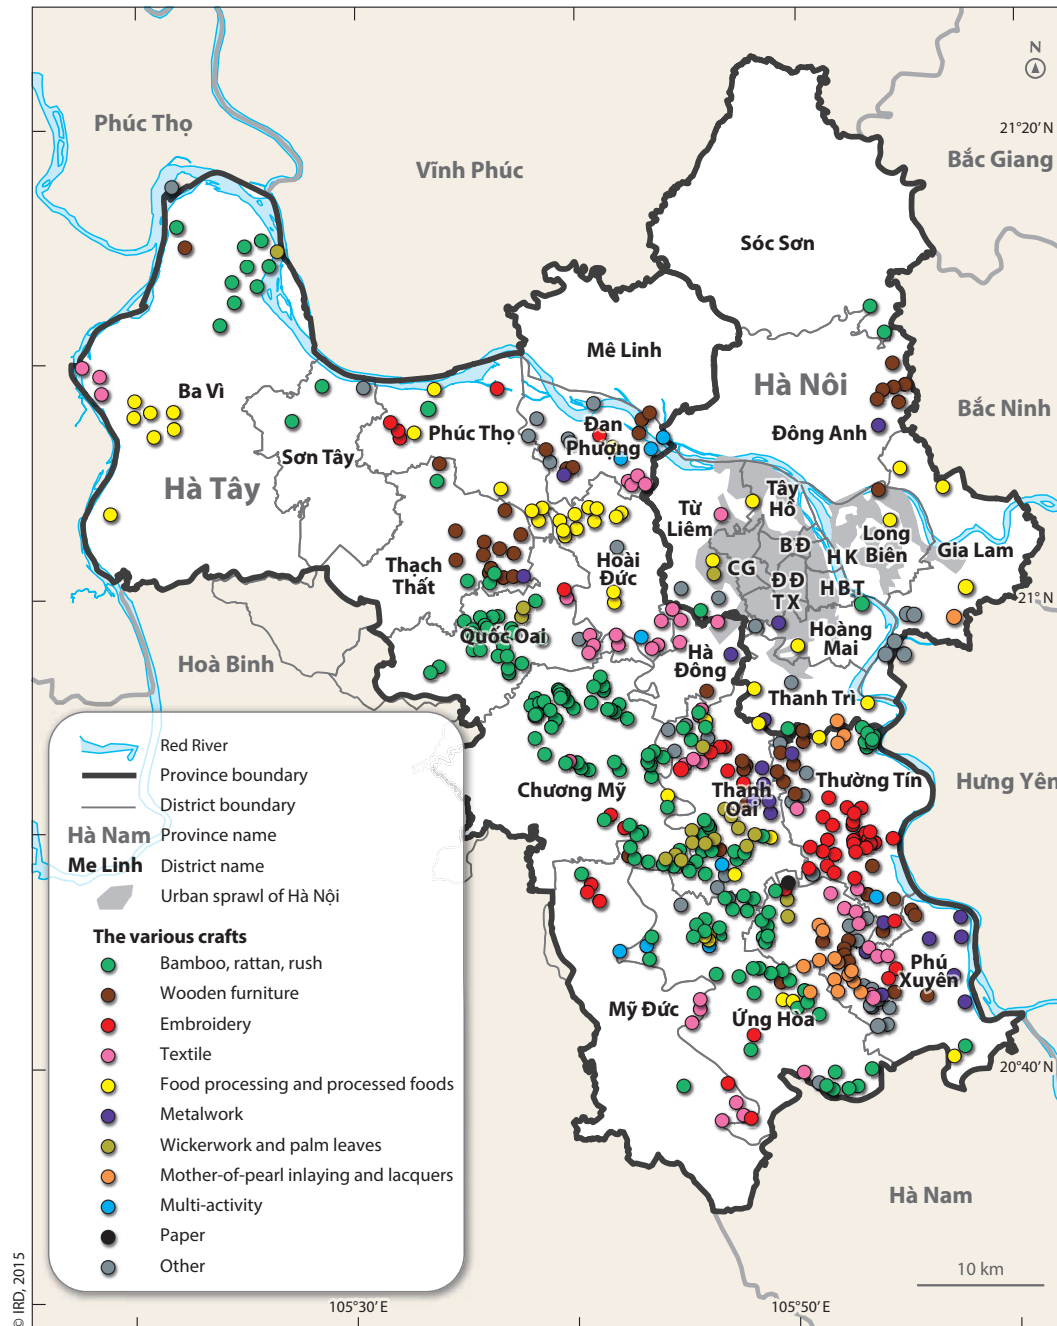 N
Phúc Thọ
21°20' N
Vĩnh Phúc
Bắc Giang
Sóc Sơn
Mê Linh
Ba Vì
Hà Nôi
Bắc Ninh
Đan
Phượng
Phúc Thọ
Đông Anh
Sơn Tây
Hà Tây
Tây
Hồ
Từ
Liêm
Long
Biên
BĐ
HK
Gia Lam
Hoài
Đức
Thạch
Thất
CG
ĐĐ
HBT
21° N
TX
Quốc Oai
Hoàng
Mai
Hoà Binh
Hà
Đông
Thanh Trì
Hưng Yên
Thường Tín
Chương Mỹ
Thanh
Oai
Phú
Xuyên
Mỹ Đức
Ứng Hòa
20°40' N
Hà Nam
Red River
Province boundary
District boundary
Hà Nam Province name
Me Linh District name
Urban sprawl of Hà Nội
The various crafts
Bamboo, rattan, rush
Wooden furniture
Embroidery
Textile
Food processing and processed foods
Metalwork
Wickerwork and palm leaves
Mother-of-pearl inlaying and lacquers
Multi-activity
Paper
Other
10 km
105°30' E
105°50' E
© IRD, 2015